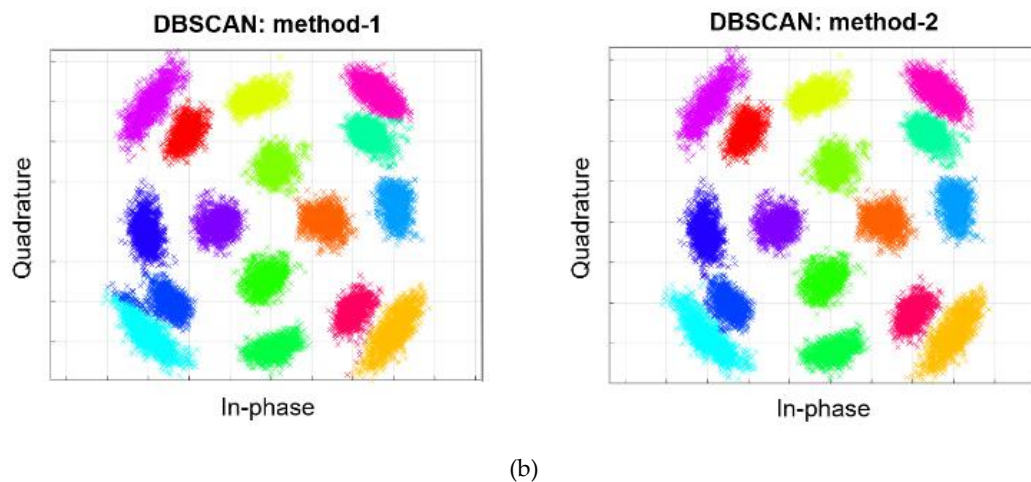 DBSCAN: method-1
DBSCAN: method-2
Quadrature
Quadrature
In-phase
In-phase
(b)